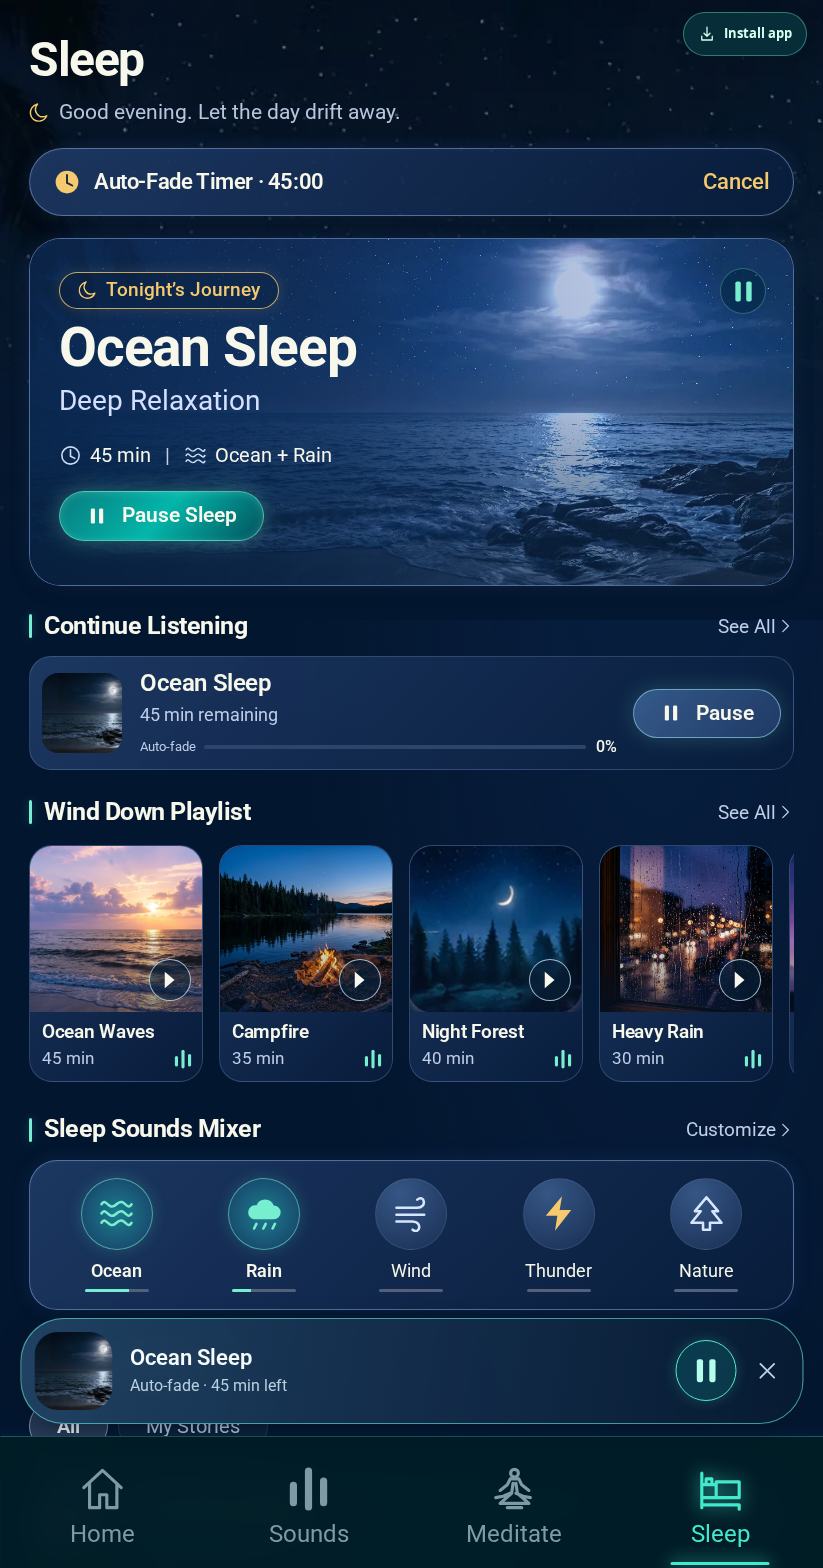 Install app
Sleep
Good evening. Let the day drift away.
Auto-Fade Timer · 45:00 Cancel
Tonight’s Journey
Ocean Sleep
Deep Relaxation
45 min | Ocean + Rain
Pause Sleep
Continue Listening See All
Ocean Sleep
45 min remaining
Auto-fade 0%
Pause
Wind Down Playlist See All
Ocean Waves Campfire Night Forest Heavy Rain
45 min 35 min 40 min 30 min
Sleep Sounds Mixer Customize
Ocean Rain Wind Thunder Nature
Ocean Sleep
Auto-fade · 45 min left
All My Stories
Home Sounds Meditate Sleep